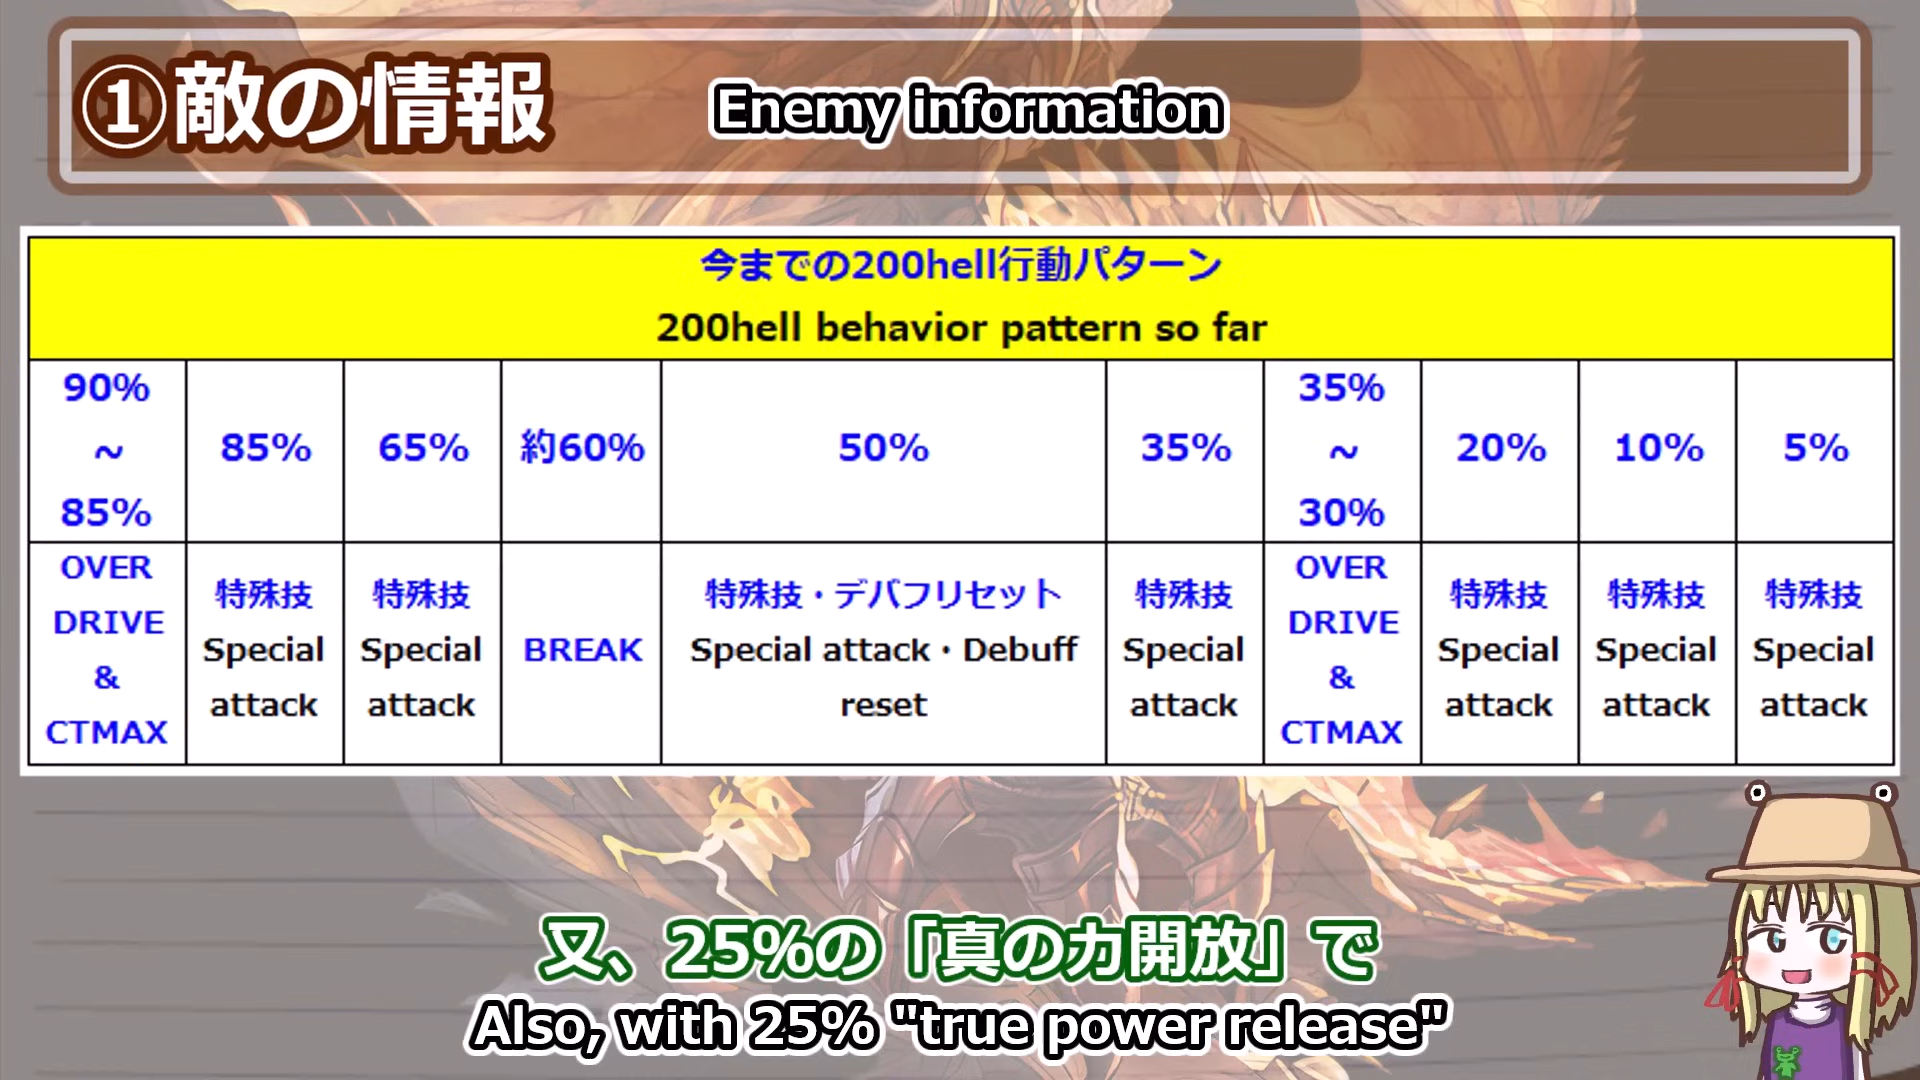 ①敵の情報
Enemy information
今までの200hell行動パターン
200hell behavior pattern so far
90%
~
85%
85%
65%
約60%
50%
35%
35%
~
30%
20%
10%
5%
OVER
DRIVE
&
CTMAX
特殊技
Special
attack
特殊技
Special
attack
BREAK
特殊技・デバフリセット
Special attack・Debuff
reset
特殊技
Special
attack
OVER
DRIVE
&
CTMAX
特殊技
Special
attack
特殊技
Special
attack
特殊技
Special
attack
又、25%の「真の力開放」で
Also, with 25% "true power release"